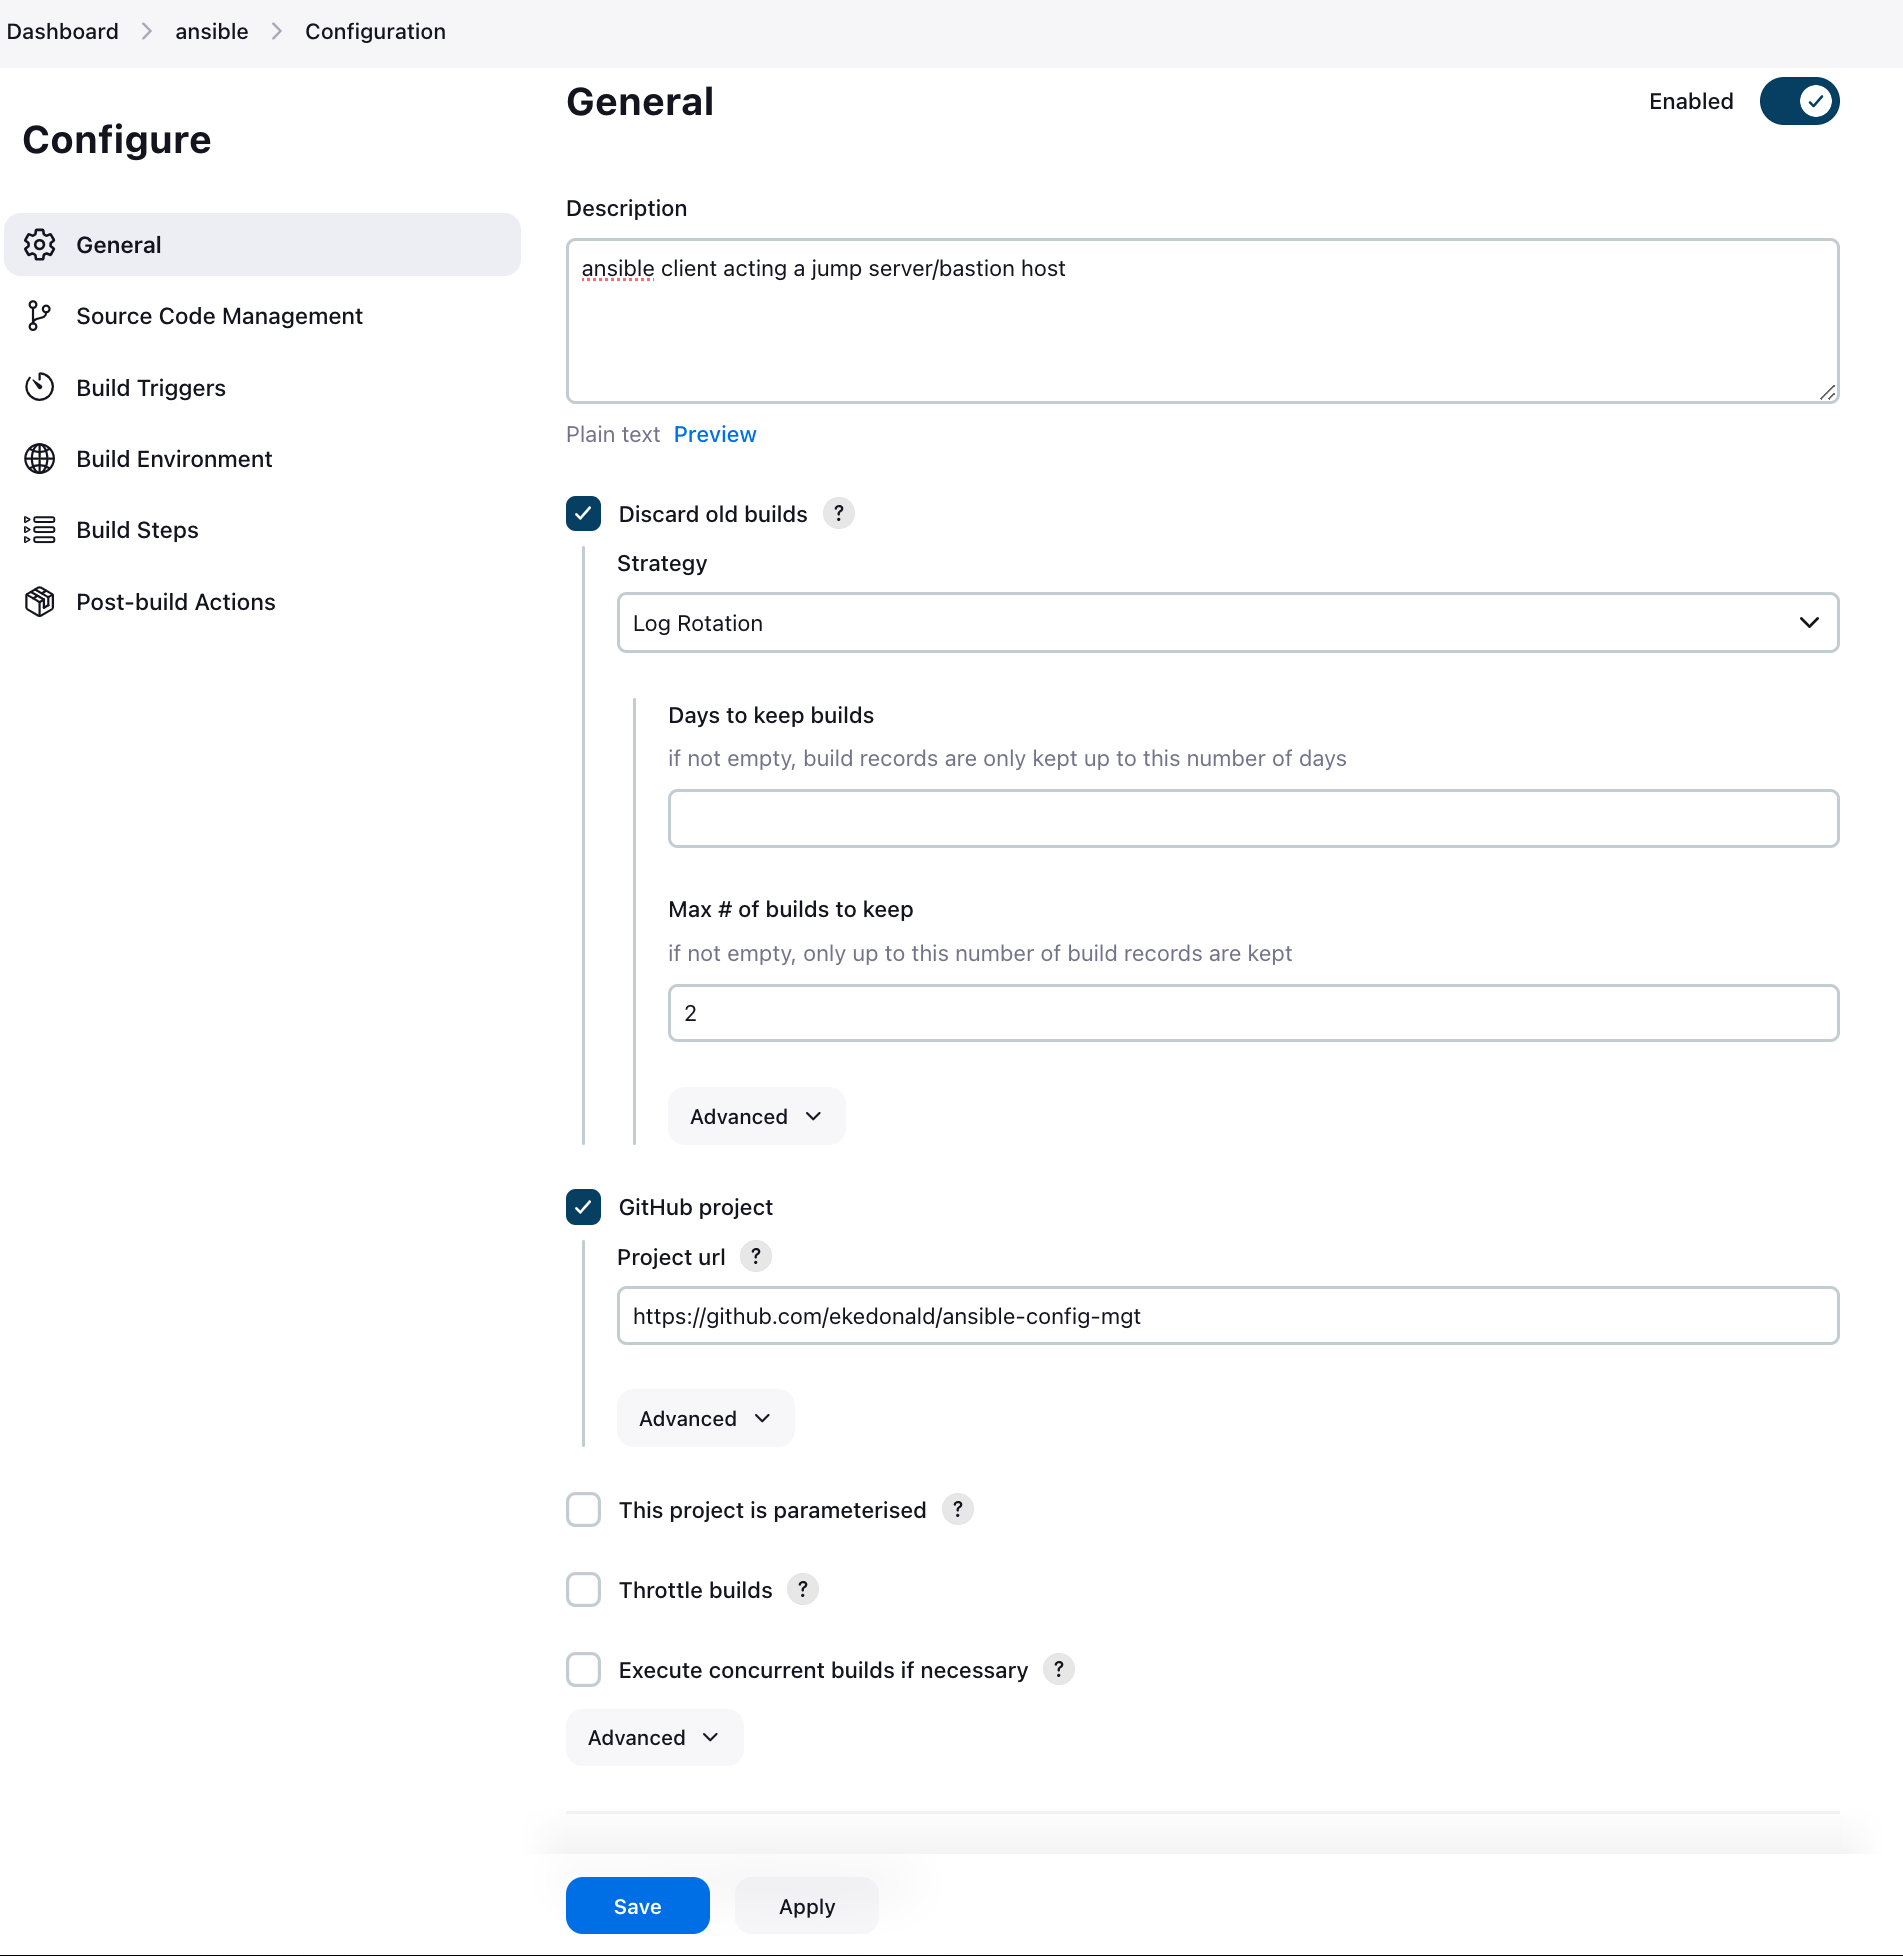 Dashboard > ansible > Configuration
Configure
General
Source Code Management
Build Triggers
Build Environment
Build Steps
Post-build Actions
General
Enabled
Description
ansible client acting a jump server/bastion host
Plain text Preview
Discard old builds ?
Strategy
Log Rotation
Days to keep builds
if not empty, build records are only kept up to this number of days
Max # of builds to keep
if not empty, only up to this number of build records are kept
2
Advanced
GitHub project
Project url ?
https://github.com/ekedonald/ansible-config-mgt
Advanced
This project is parameterised ?
Throttle builds ?
Execute concurrent builds if necessary ?
Advanced
Save Apply